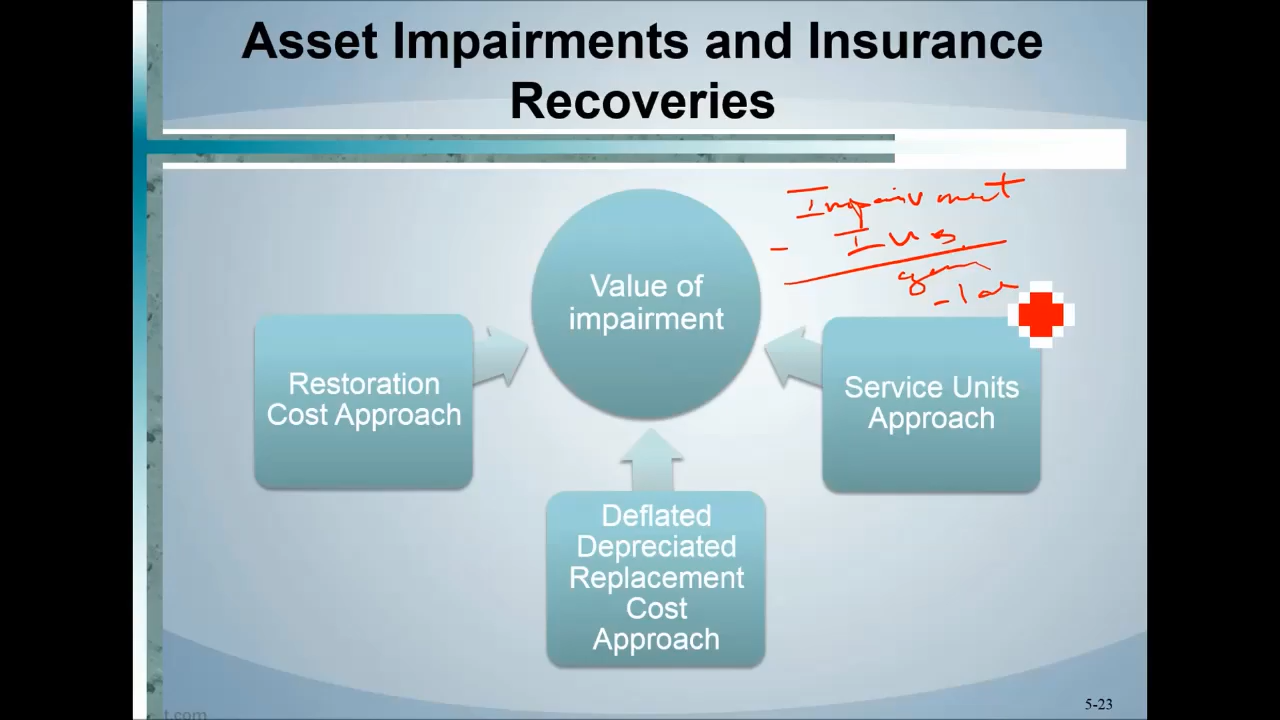 Asset Impairments and Insurance
Recoveries
Impairment
- Ins.
Value of
impairment
Restoration
Cost Approach
Service Units
Approach
Deflated
Depreciated
Replacement
Cost
Approach
5-23
t.com